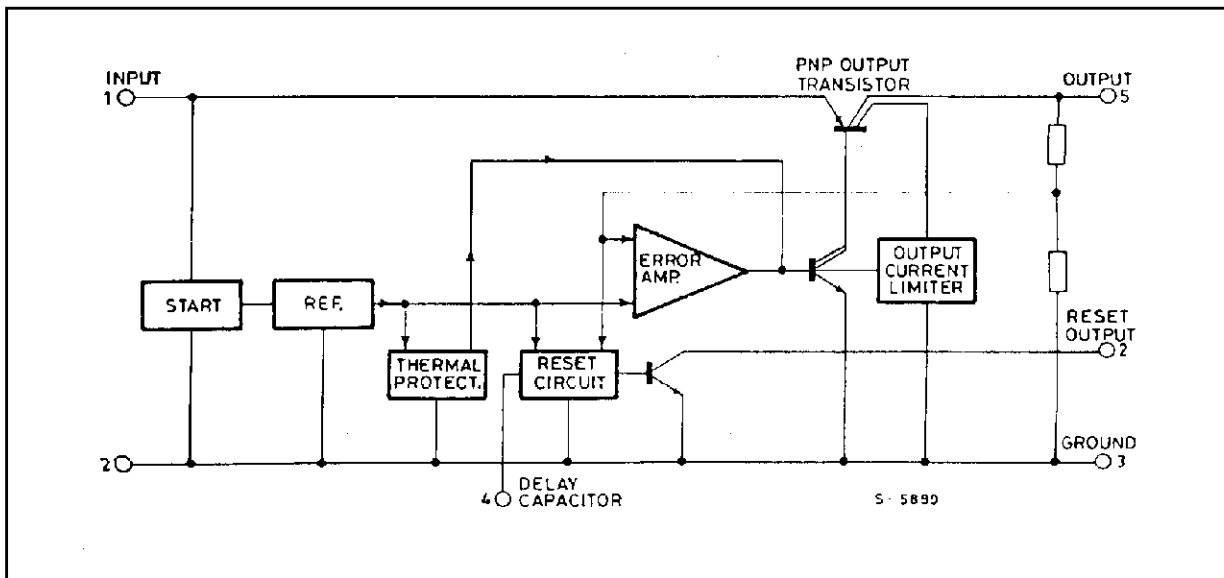 PNP OUTPUT
TRANSISTOR
INPUT
1
OUTPUT
5
ERROR
AMP.
OUTPUT
CURRENT
LIMITER
START
REF.
RESET
OUTPUT
2
THERMAL
PROTECT.
RESET
CIRCUIT
2
GROUND
3
4
DELAY
CAPACITOR
S-5890